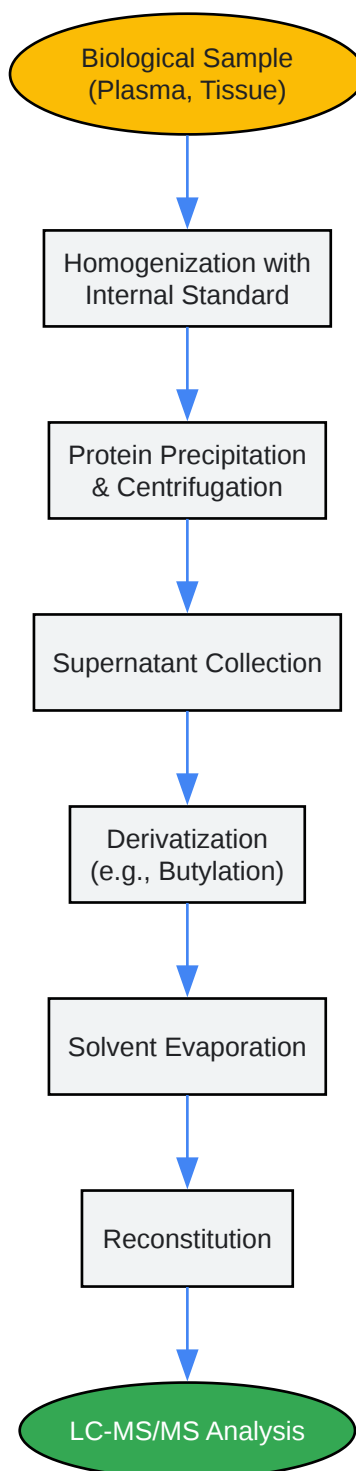 Biological Sample
(Plasma, Tissue)
Homogenization with
Internal Standard
Protein Precipitation
& Centrifugation
Supernatant Collection
Derivatization
(e.g., Butylation)
Solvent Evaporation
Reconstitution
LC-MS/MS Analysis